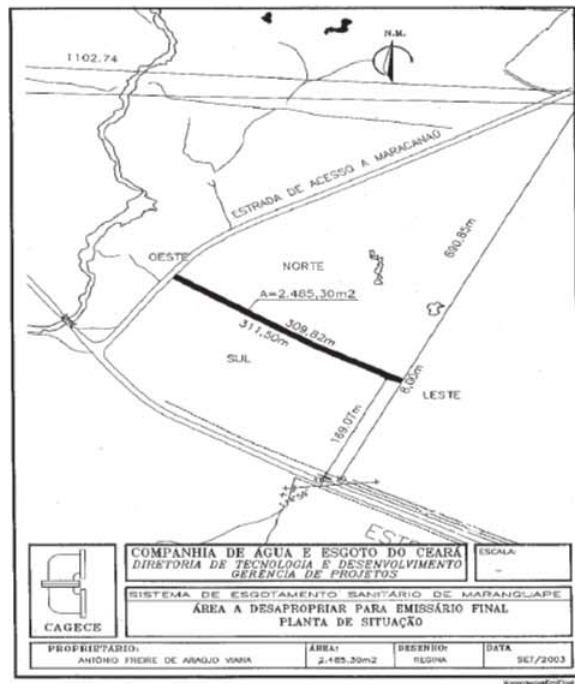 N.M.
1102.74
ESTRADA DE ACESSO A MARACANAÚ
OESTE
NORTE
690,85m
A=2.485,30m2
309,82m
311,50m
SUL
8,00m
LESTE
169,07m
COMPANHIA DE ÁGUA E ESGOTO DO CEARÁ
DIRETORIA DE TECNOLOGIA E DESENVOLVIMENTO
GERÊNCIA DE PROJETOS
ESCALA:
SISTEMA DE ESGOTAMENTO SANITÁRIO DE MARANGUAPE
ÁREA A DESAPROPRIAR PARA EMISSÁRIO FINAL
PLANTA DE SITUAÇÃO
CAGECE
PROPRIETÁRIO:
ANTÔNIO FREIRE DE ARAUJO VIANA
ÁREA:
2.485,30m2
DESENHO:
REGINA
DATA
SET/2003